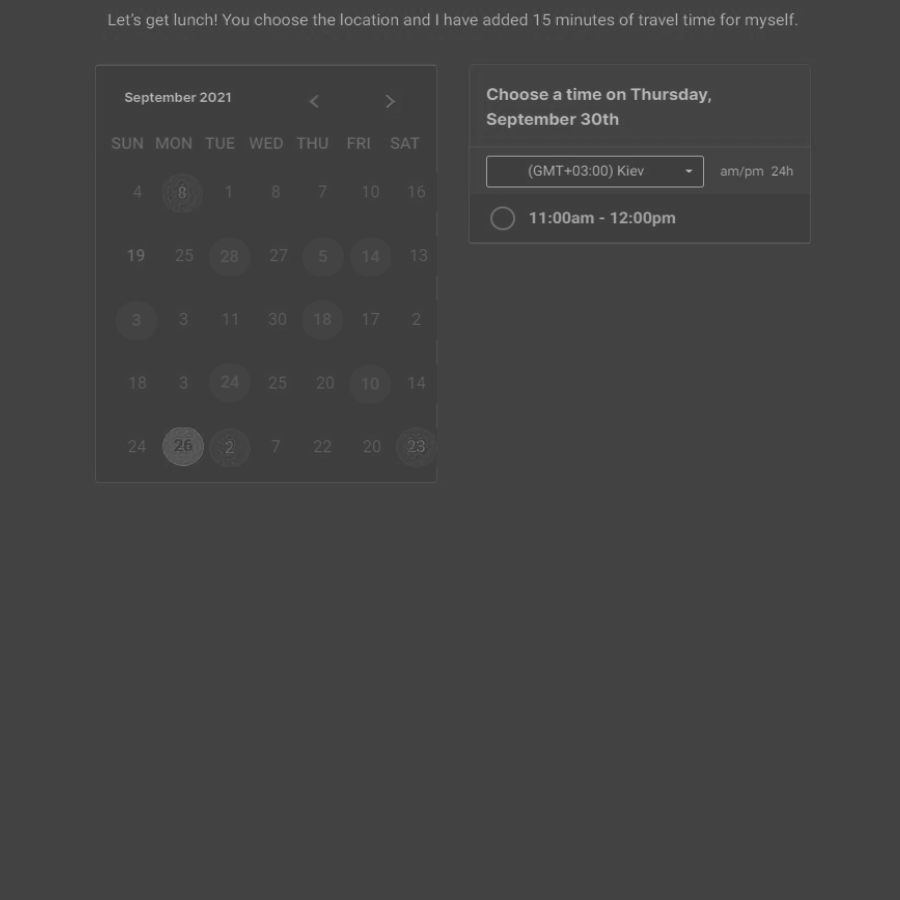 Let's get lunch! You choose the location and I have added 15 minutes of travel time for myself.
September 2021
SUN MON TUE WED THU FRI SAT
4 8 1 8 7 10 16
19 25 28 27 5 14 13
3 3 11 30 18 17 2
18 3 24 25 20 10 14
24 26 2 7 22 20 23
Choose a time on Thursday,
September 30th
(GMT+03:00) Kiev am/pm 24h
11:00am - 12:00pm